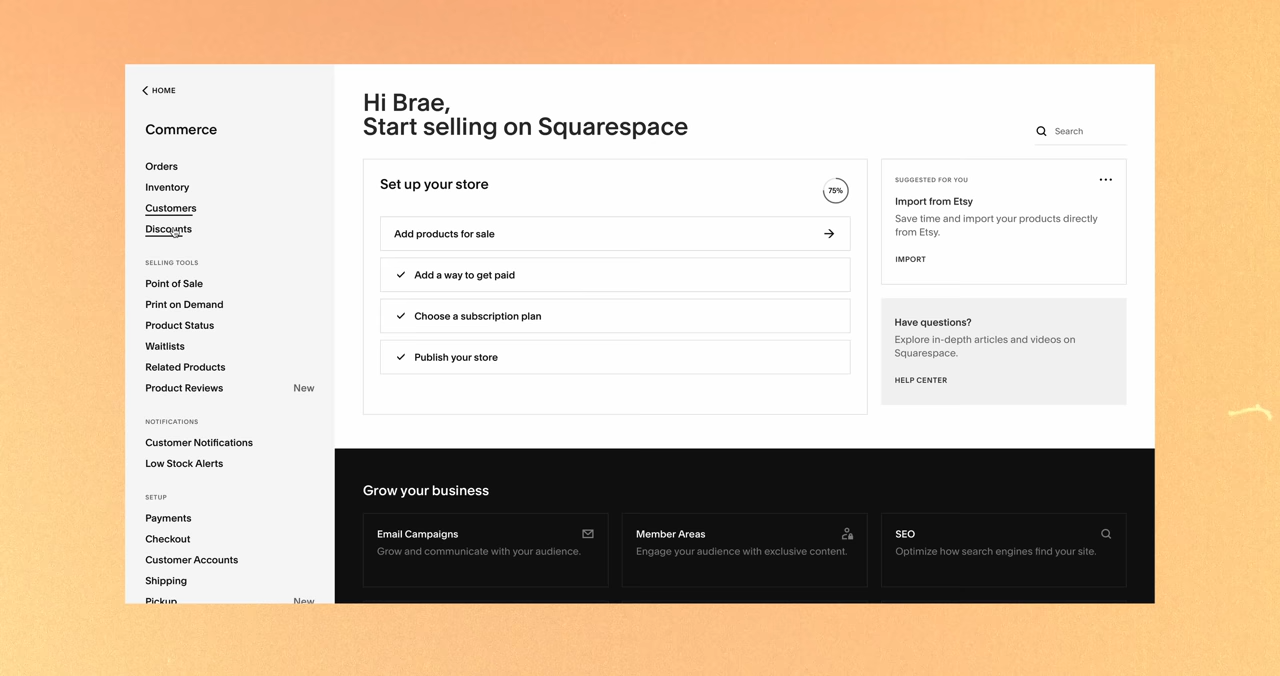 HOME
Commerce
Orders
Inventory
Customers
Discounts
SELLING TOOLS
Point of Sale
Print on Demand
Product Status
Waitlists
Related Products
Product Reviews New
NOTIFICATIONS
Customer Notifications
Low Stock Alerts
SETUP
Payments
Checkout
Customer Accounts
Shipping
Pickup New
Hi Brae,
Start selling on Squarespace
Search
Set up your store
75%
Add products for sale
Add a way to get paid
Choose a subscription plan
Publish your store
SUGGESTED FOR YOU
Import from Etsy
Save time and import your products directly
from Etsy.
IMPORT
Have questions?
Explore in-depth articles and videos on
Squarespace.
HELP CENTER
Grow your business
Email Campaigns
Grow and communicate with your audience.
Member Areas
Engage your audience with exclusive content.
SEO
Optimize how search engines find your site.